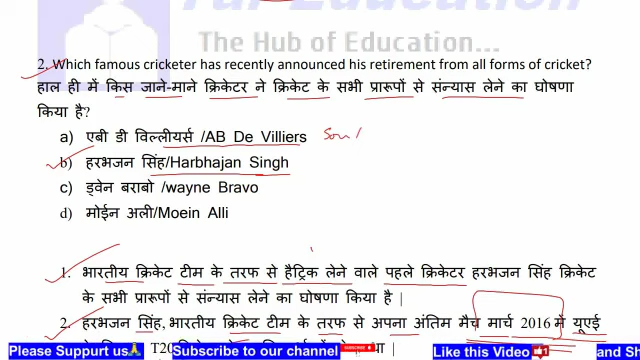 The Hub of Education
2. Which famous cricketer has recently announced his retirement from all forms of cricket?
हाल ही में किस जाने-माने क्रिकेटर ने क्रिकेट के सभी प्रारूपों से संन्यास लेने का घोषणा
किया है?
a) एबी डी विल्लीयर्स /AB De Villiers
b) हरभजन सिंह/Harbhajan Singh
c) ड्वेन बराबो /wayne Bravo
d) मोईन अली/Moein Alli
1. भारतीय क्रिकेट टीम के तरफ से हैट्रिक लेने वाले पहले क्रिकेटर हरभजन सिंह क्रिकेट
के सभी प्रारूपों से संन्यास लेने का घोषणा किया है |
2. हरभजन सिंह, भारतीय क्रिकेट टीम के तरफ से अपना अंतिम मैच मार्च 2016 में यूएई
Please Suppurt us Subscribe to our channel Like this Video and Sh